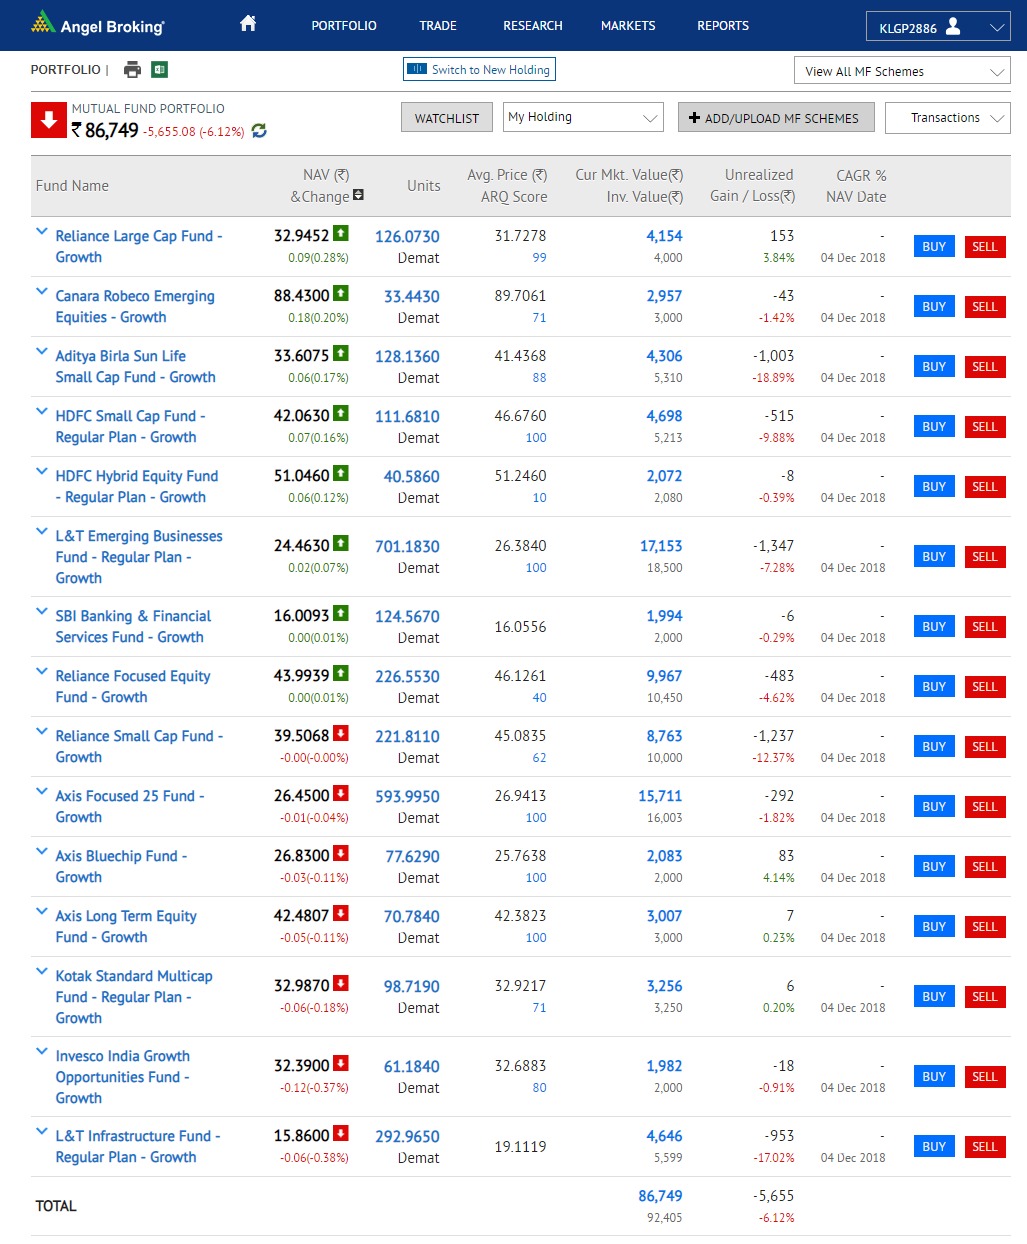 Angel Broking
PORTFOLIO TRADE RESEARCH MARKETS REPORTS KLGP2886
PORTFOLIO | Switch to New Holding View All MF Schemes
MUTUAL FUND PORTFOLIO
₹ 86,749 -5,655.08 (-6.12%) WATCHLIST My Holding + ADD/UPLOAD MF SCHEMES Transactions
Fund Name NAV (₹) &Change Units Avg. Price (₹) ARQ Score Cur Mkt. Value(₹) Inv. Value(₹) Unrealized Gain / Loss(₹) CAGR % NAV Date
Reliance Large Cap Fund - 32.9452 126.0730 31.7278 4,154 153 - BUY SELL
Growth 0.09(0.28%) Demat 99 4,000 3.84% 04 Dec 2018
Canara Robeco Emerging 88.4300 33.4430 89.7061 2,957 -43 - BUY SELL
Equities - Growth 0.18(0.20%) Demat 71 3,000 -1.42% 04 Dec 2018
Aditya Birla Sun Life 33.6075 128.1360 41.4368 4,306 -1,003 - BUY SELL
Small Cap Fund - Growth 0.06(0.17%) Demat 88 5,310 -18.89% 04 Dec 2018
HDFC Small Cap Fund - 42.0630 111.6810 46.6760 4,698 -515 - BUY SELL
Regular Plan - Growth 0.07(0.16%) Demat 100 5,213 -9.88% 04 Dec 2018
HDFC Hybrid Equity Fund 51.0460 40.5860 51.2460 2,072 -8 - BUY SELL
- Regular Plan - Growth 0.06(0.12%) Demat 10 2,080 -0.39% 04 Dec 2018
L&T Emerging Businesses
Fund - Regular Plan - 24.4630 701.1830 26.3840 17,153 -1,347 - BUY SELL
Growth 0.02(0.07%) Demat 100 18,500 -7.28% 04 Dec 2018
SBI Banking & Financial 16.0093 124.5670 16.0556 1,994 -6 - BUY SELL
Services Fund - Growth 0.00(0.01%) Demat 2,000 -0.29% 04 Dec 2018
Reliance Focused Equity 43.9939 226.5530 46.1261 9,967 -483 - BUY SELL
Fund - Growth 0.00(0.01%) Demat 40 10,450 -4.62% 04 Dec 2018
Reliance Small Cap Fund - 39.5068 221.8110 45.0835 8,763 -1,237 - BUY SELL
Growth -0.00(-0.00%) Demat 62 10,000 -12.37% 04 Dec 2018
Axis Focused 25 Fund - 26.4500 593.9950 26.9413 15,711 -292 - BUY SELL
Growth -0.01(-0.04%) Demat 100 16,003 -1.82% 04 Dec 2018
Axis Bluechip Fund - 26.8300 77.6290 25.7638 2,083 83 - BUY SELL
Growth -0.03(-0.11%) Demat 100 2,000 4.14% 04 Dec 2018
Axis Long Term Equity 42.4807 70.7840 42.3823 3,007 7 - BUY SELL
Fund - Growth -0.05(-0.11%) Demat 100 3,000 0.23% 04 Dec 2018
Kotak Standard Multicap
Fund - Regular Plan - 32.9870 98.7190 32.9217 3,256 6 - BUY SELL
Growth -0.06(-0.18%) Demat 71 3,250 0.20% 04 Dec 2018
Invesco India Growth
Opportunities Fund - 32.3900 61.1840 32.6883 1,982 -18 - BUY SELL
Growth -0.12(-0.37%) Demat 80 2,000 -0.91% 04 Dec 2018
L&T Infrastructure Fund - 15.8600 292.9650 19.1119 4,646 -953 - BUY SELL
Regular Plan - Growth -0.06(-0.38%) Demat 5,599 -17.02% 04 Dec 2018
TOTAL 86,749 -5,655
92,405 -6.12%